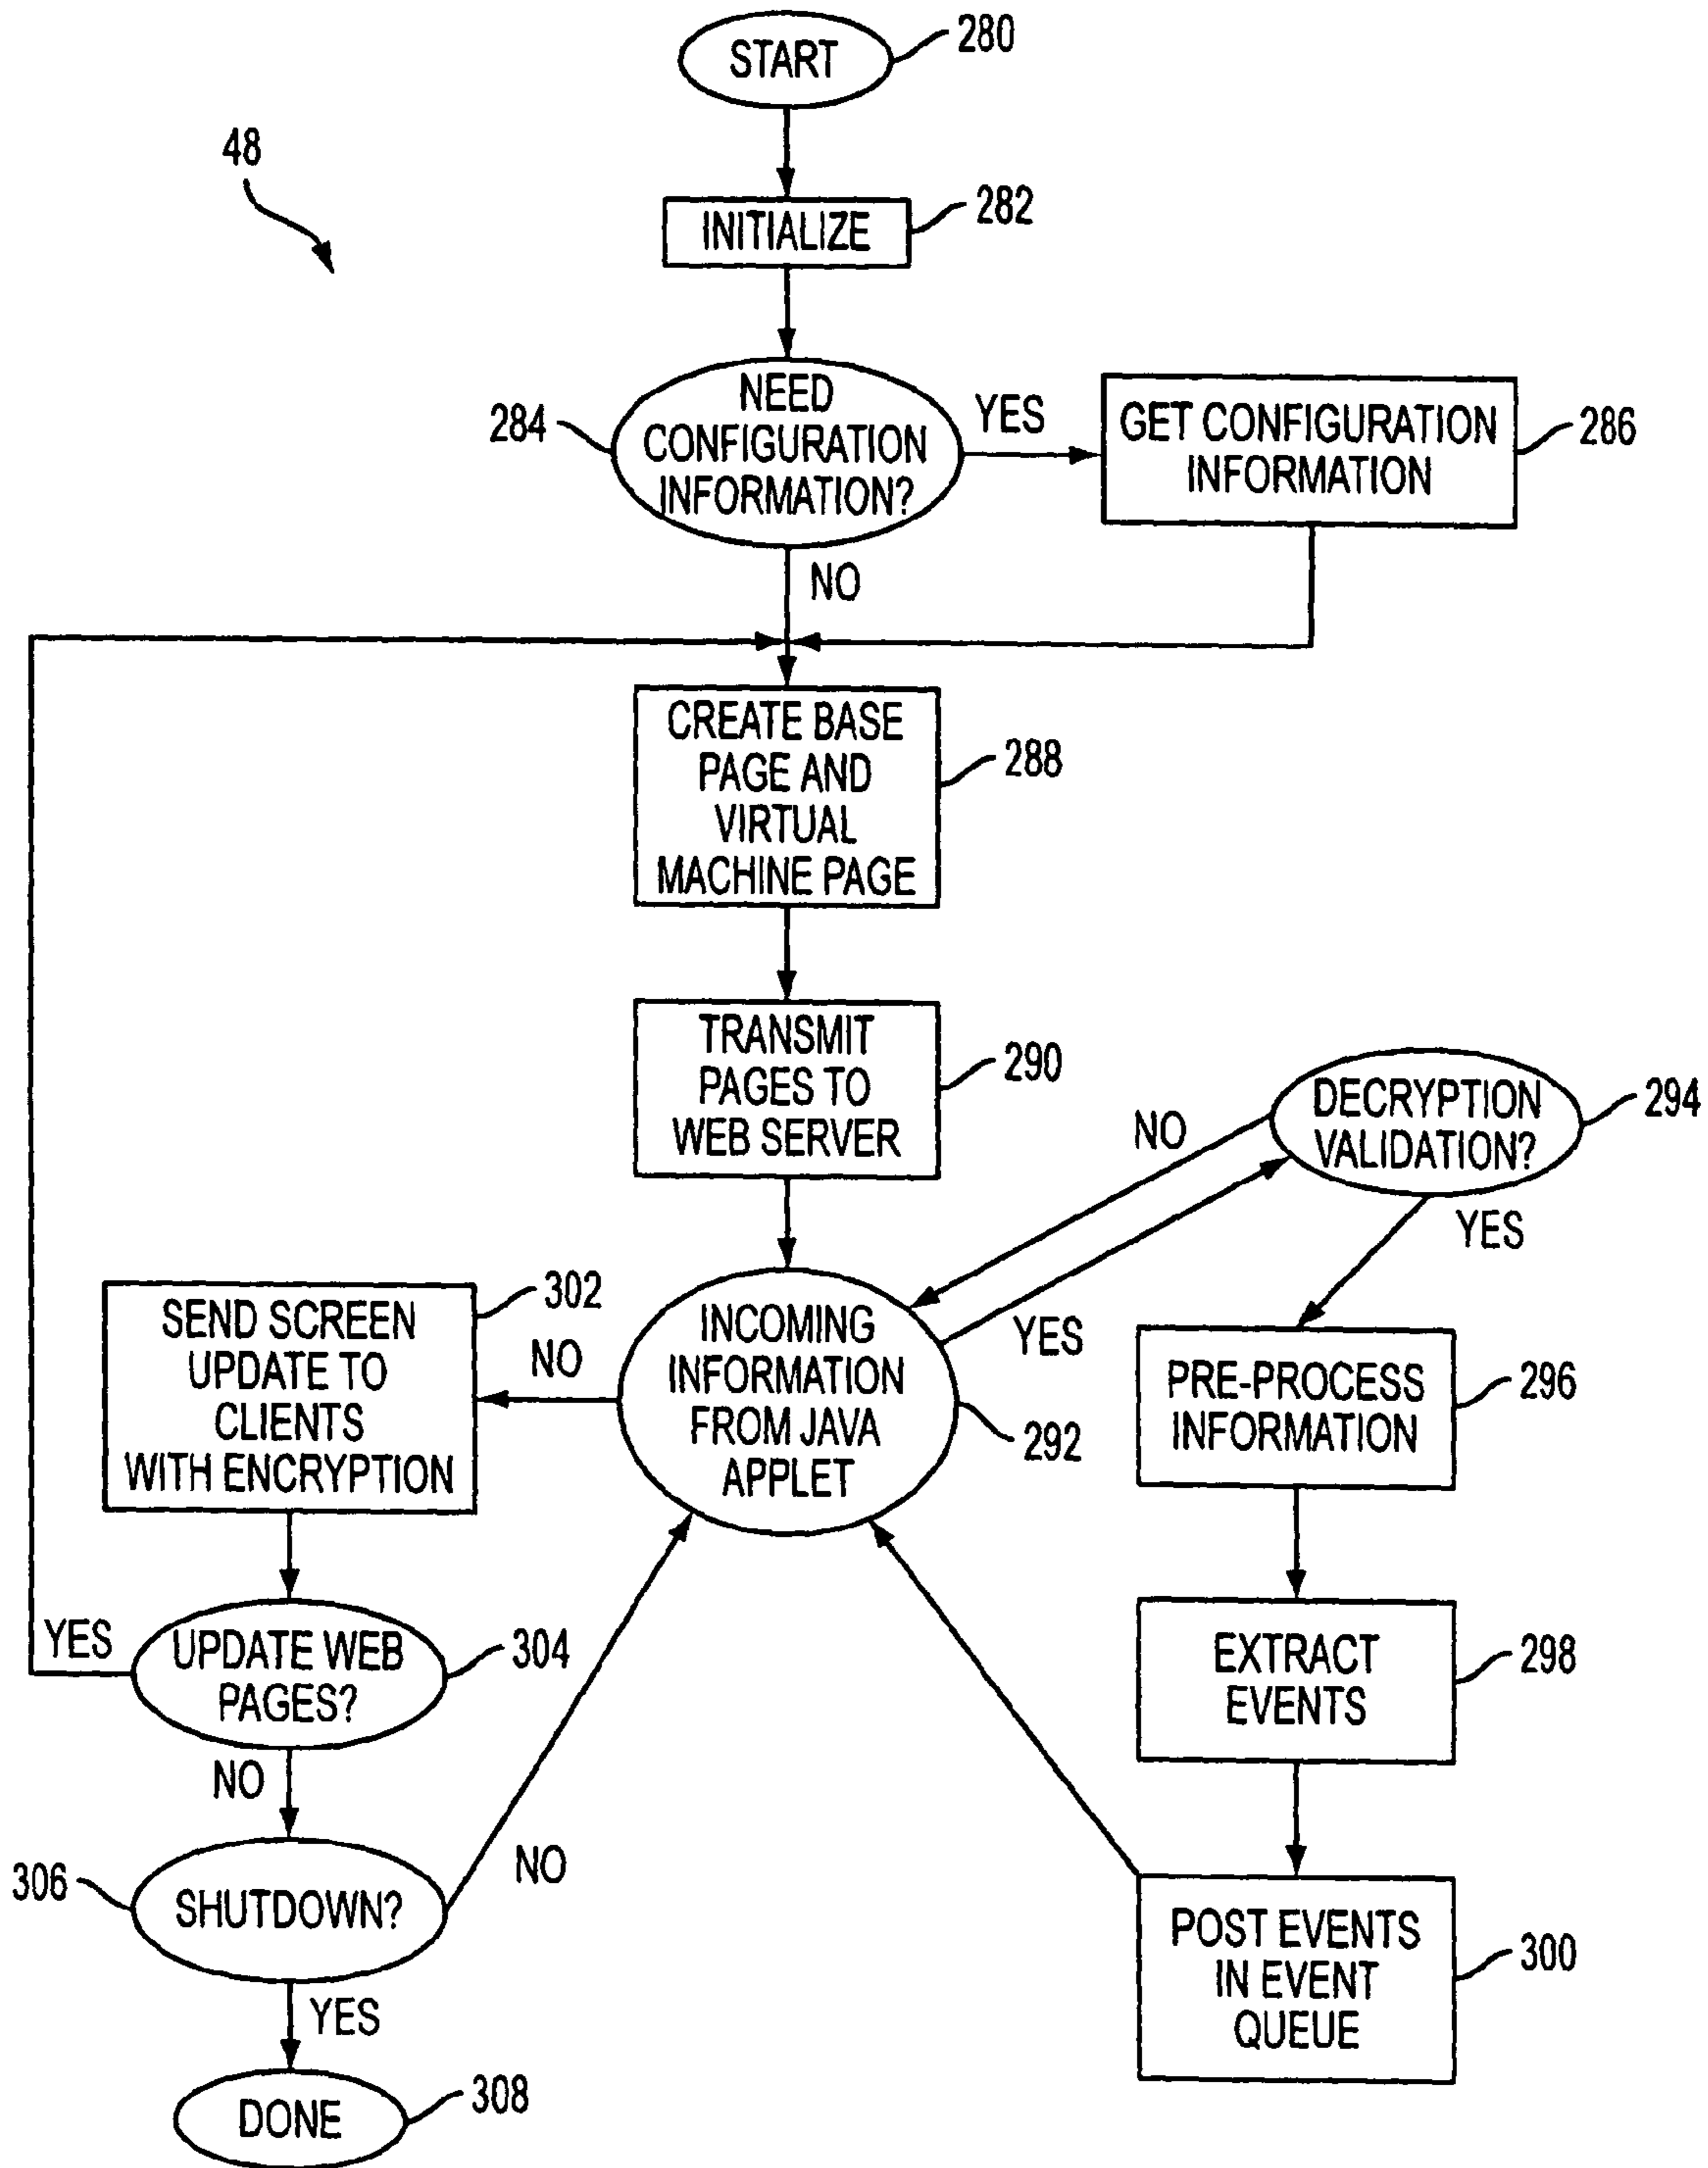 START
280
48
INITIALIZE
282
NEED
CONFIGURATION
INFORMATION?
284
YES
GET CONFIGURATION
INFORMATION
286
NO
CREATE BASE
PAGE AND
VIRTUAL
MACHINE PAGE
288
TRANSMIT
PAGES TO
WEB SERVER
290
DECRYPTION
VALIDATION?
294
NO
YES
YES
INCOMING
INFORMATION
FROM JAVA
APPLET
292
NO
SEND SCREEN
UPDATE TO
CLIENTS
WITH ENCRYPTION
302
PRE-PROCESS
INFORMATION
296
EXTRACT
EVENTS
298
YES
UPDATE WEB
PAGES?
304
NO
NO
306
SHUTDOWN?
POST EVENTS
IN EVENT
QUEUE
300
YES
DONE
308